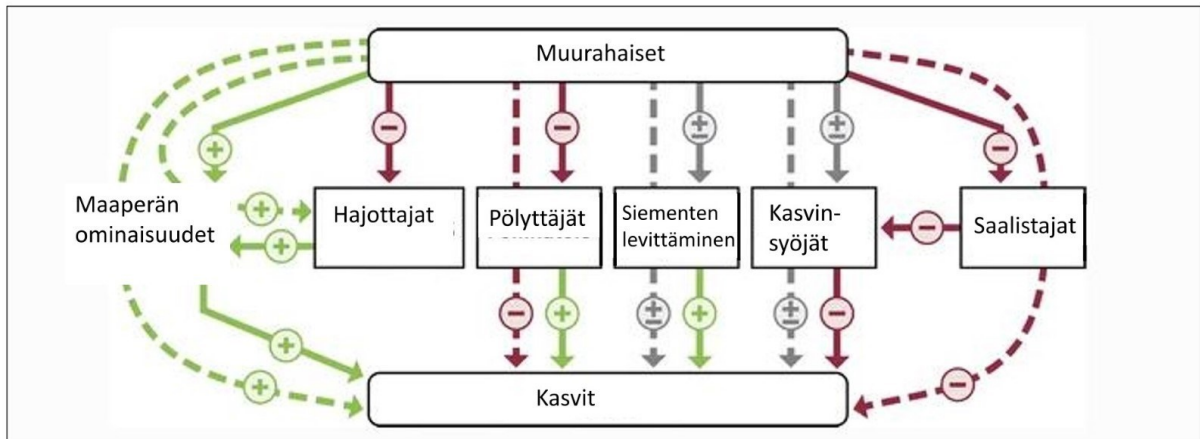 Muurahaiset
+
−
−
±
±
−
Maaperän
ominaisuudet
+
+
Hajottajat
Pölyttäjät
Siementen
levittäminen
Kasvin-
syöjät
−
Saalistajat
−
+
±
+
±
−
+
+
−
Kasvit